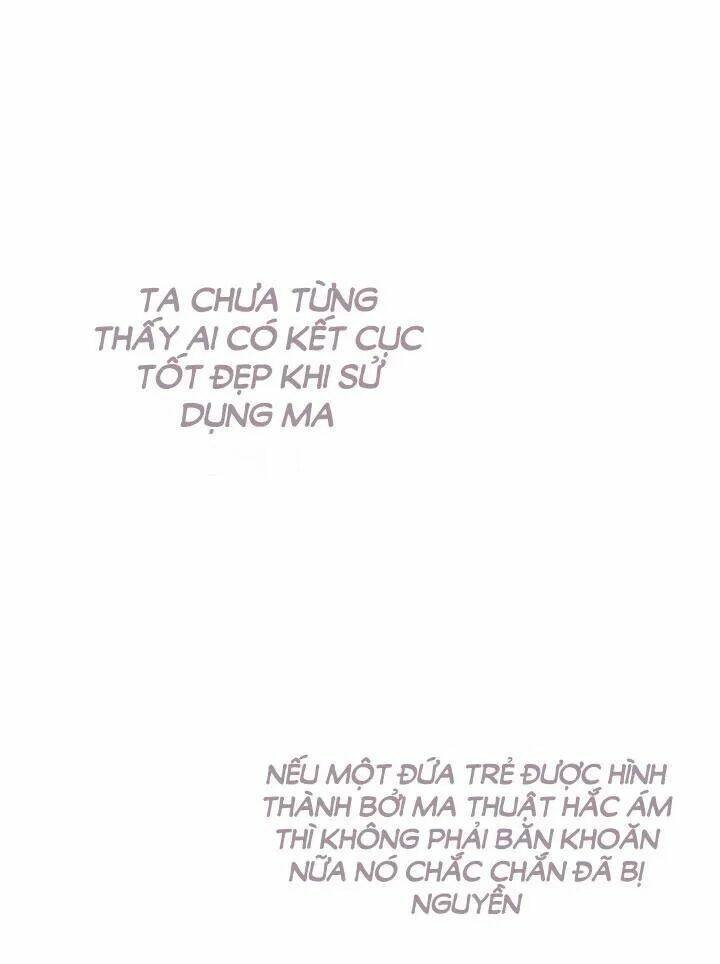 TA CHƯA TỪNG
THẤY AI CÓ KẾT CỤC
TỐT ĐẸP KHI SỬ
DỤNG MA
NẾU MỘT ĐỨA TRẺ ĐƯỢC HÌNH
THÀNH BỞI MA THUẬT HẮC ÁM
THÌ KHÔNG PHẢI BĂN KHOĂN
NỮA NÓ CHẮC CHẮN ĐÃ BỊ
NGUYỀN